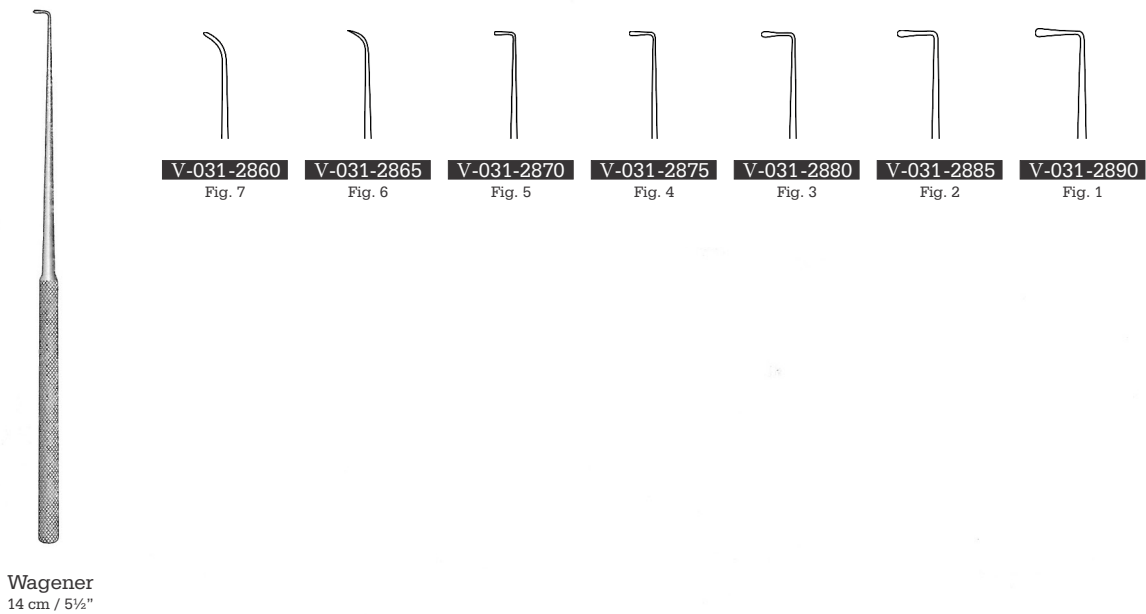 V-031-2860 V-031-2865 V-031-2870 V-031-2875 V-031-2880 V-031-2885 V-031-2890
Fig. 7 Fig. 6 Fig. 5 Fig. 4 Fig. 3 Fig. 2 Fig. 1
Wagener
14 cm / 5½”